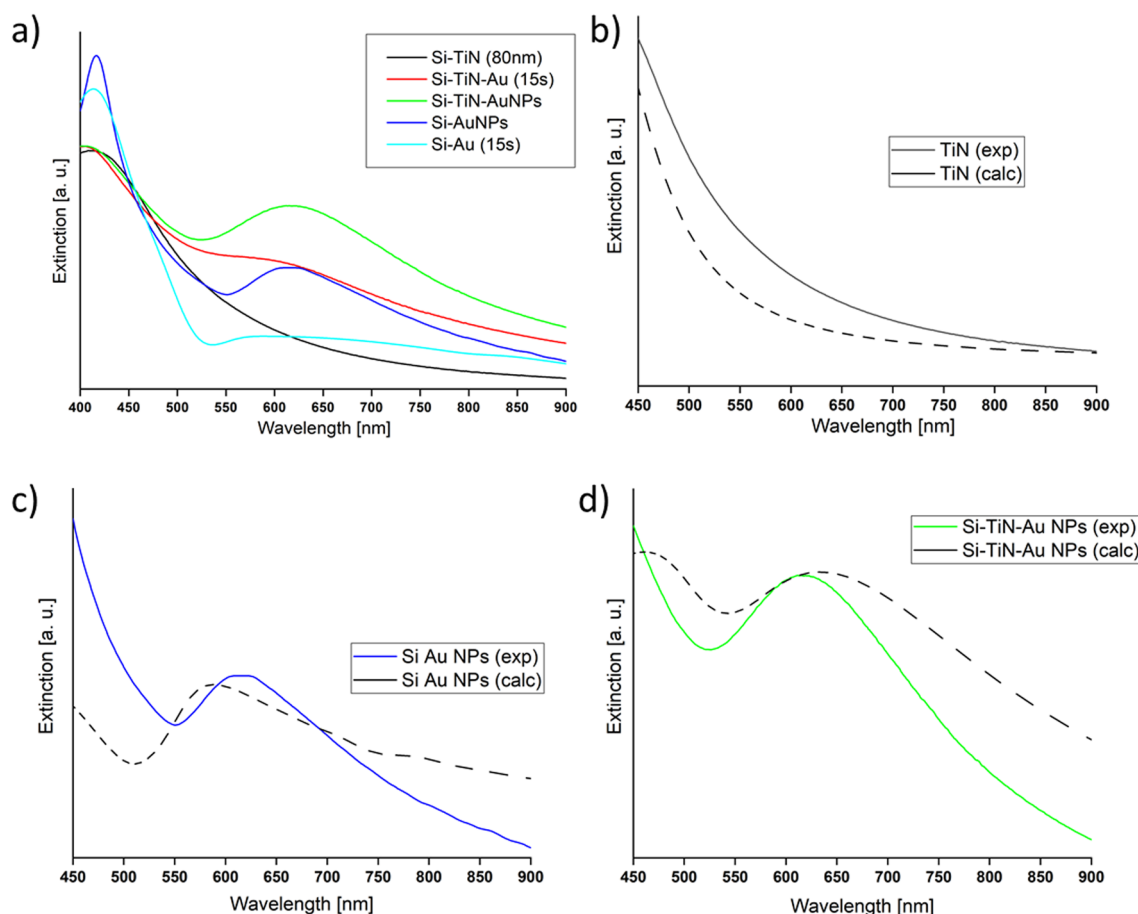 a)
Extinction [a. u.]
Si-TiN (80nm)
Si-TiN-Au (15s)
Si-TiN-AuNPs
Si-AuNPs
Si-Au (15s)
400 450 500 550 600 650 700 750 800 850 900
Wavelength [nm]
b)
Extinction [a. u.]
TiN (exp)
TiN (calc)
450 500 550 600 650 700 750 800 850 900
Wavelength [nm]
c)
Extinction [a. u.]
Si Au NPs (exp)
Si Au NPs (calc)
450 500 550 600 650 700 750 800 850 900
Wavelength [nm]
d)
Extinction [a. u.]
Si-TiN-Au NPs (exp)
Si-TiN-Au NPs (calc)
450 500 550 600 650 700 750 800 850 900
Wavelength [nm]